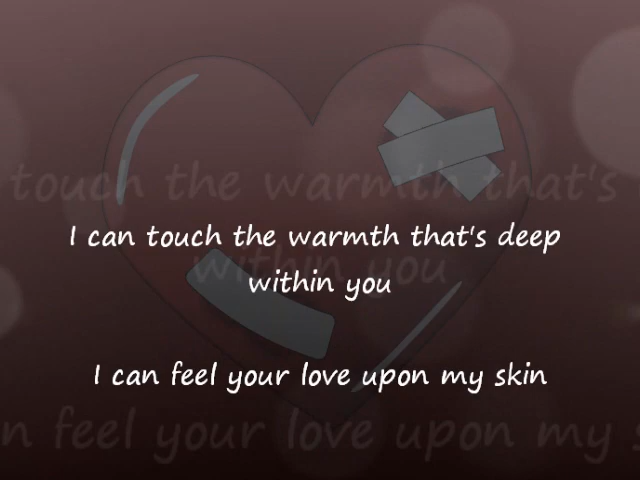 touch the warmth that's
I can touch the warmth that's deep
within you
within you
I can feel your love upon my skin
n feel your love upon my s